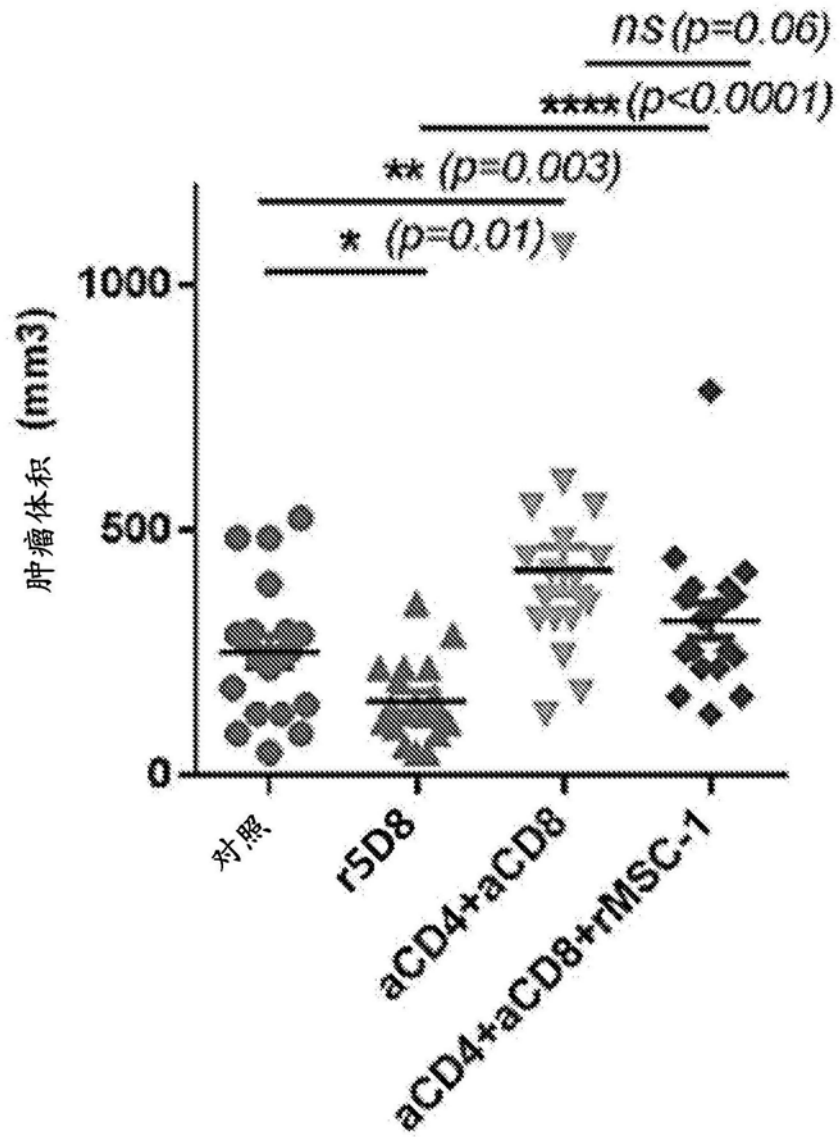 ns (p=0.06)
**** (p<0.0001)
** (p=0.003)
* (p=0.01)
1000
500
0
肿瘤体积 (mm3)
对照
r5D8
aCD4+aCD8
aCD4+aCD8+rMSC-1